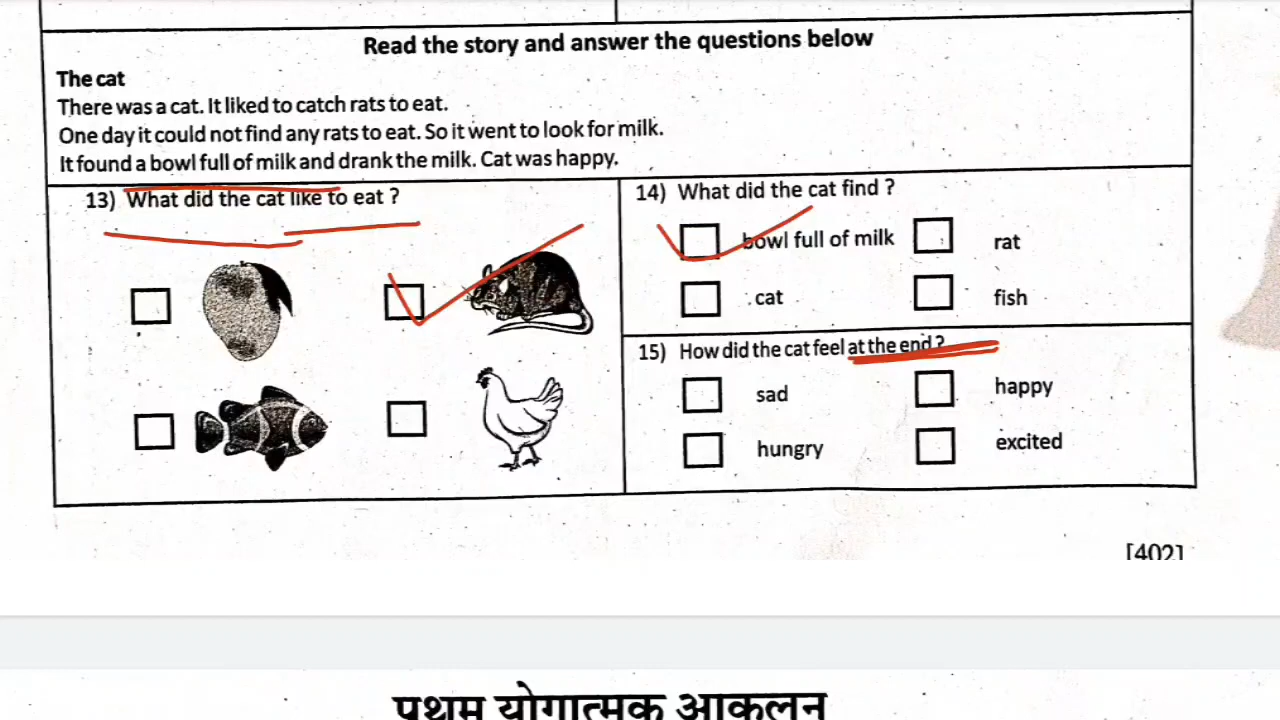 Read the story and answer the questions below
The cat
There was a cat. It liked to catch rats to eat.
One day it could not find any rats to eat. So it went to look for milk.
It found a bowl full of milk and drank the milk. Cat was happy.
13) What did the cat like to eat ?
14) What did the cat find ?
bowl full of milk
rat
cat
fish
15) How did the cat feel at the end ?
sad
happy
hungry
excited
[402]
प्रथम योगात्मक आकलन